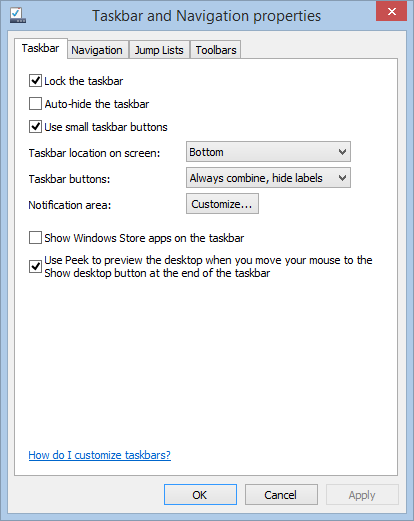 Taskbar and Navigation properties
Taskbar
Navigation
Jump Lists
Toolbars
Lock the taskbar
Auto-hide the taskbar
Use small taskbar buttons
Taskbar location on screen:
Bottom
Taskbar buttons:
Always combine, hide labels
Notification area:
Customize...
Show Windows Store apps on the taskbar
Use Peek to preview the desktop when you move your mouse to the
Show desktop button at the end of the taskbar
How do I customize taskbars?
OK
Cancel
Apply